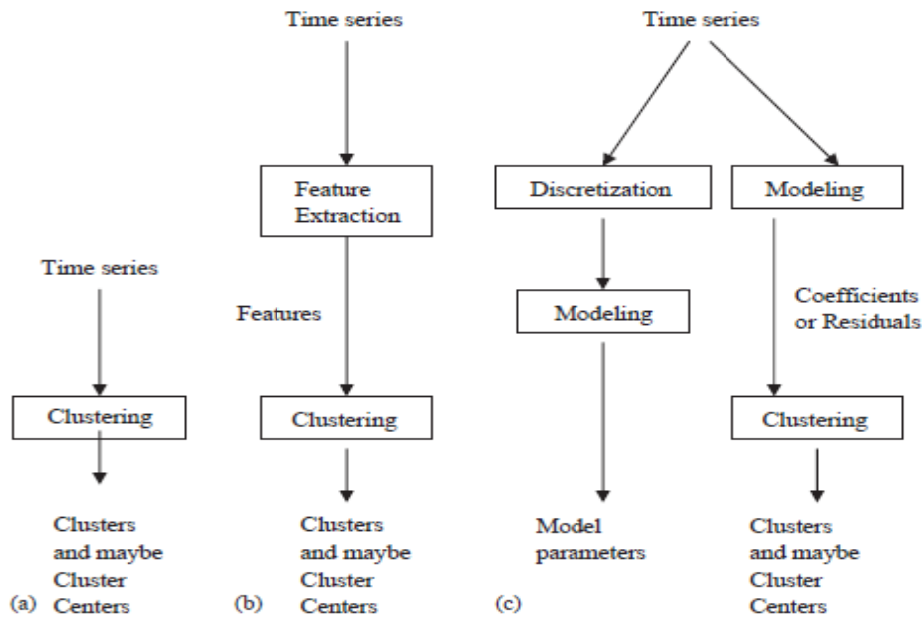 Time series
Clustering
Clusters
and maybe
Cluster
Centers
(a)
Time series
Feature
Extraction
Features
Clustering
Clusters
and maybe
Cluster
Centers
(b)
Time series
Discretization
Modeling
Model
parameters
Modeling
Coefficients
or Residuals
Clustering
Clusters
and maybe
Cluster
Centers
(c)